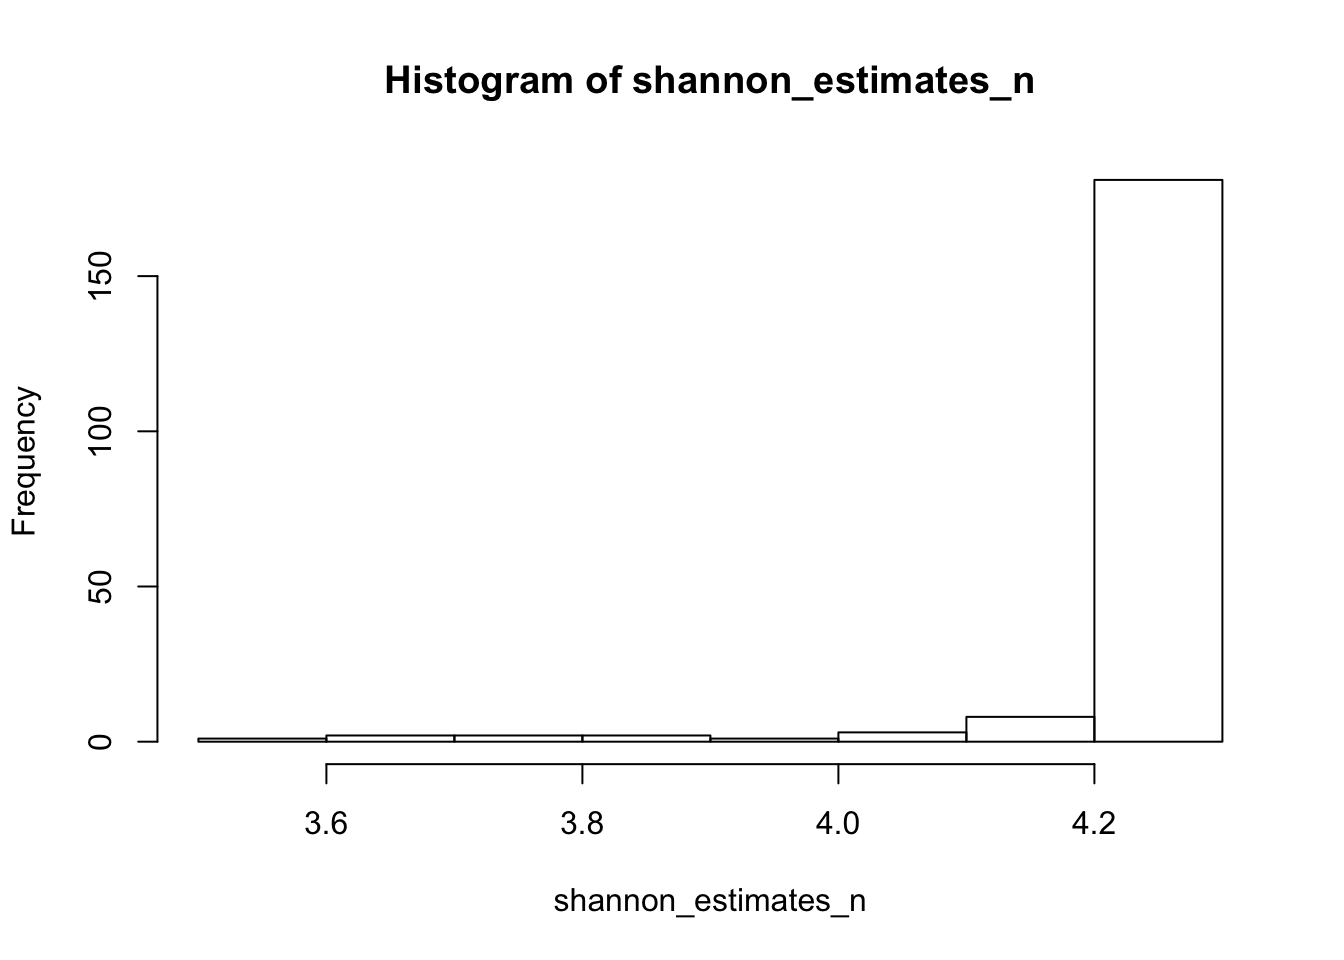 Histogram of shannon_estimates_n
Frequency
150
100
50
0
3.6 3.8 4.0 4.2
shannon_estimates_n